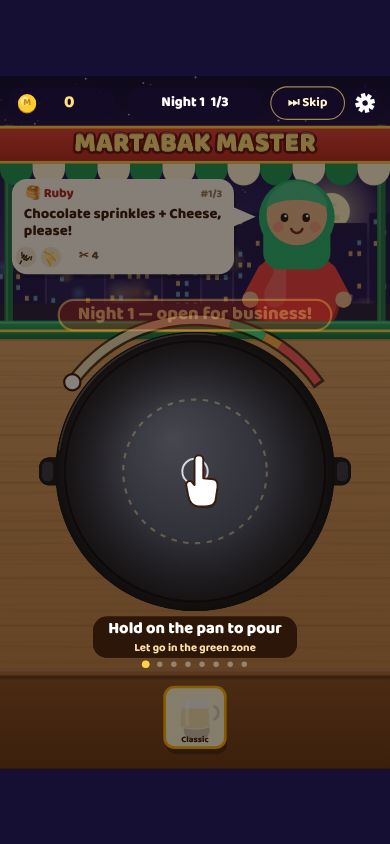 M
0
Night 1 1/3
Skip
MARTABAK MASTER
Ruby
#1/3
Chocolate sprinkles + Cheese,
please!
4
Night 1 — open for business!
Hold on the pan to pour
Let go in the green zone
Classic